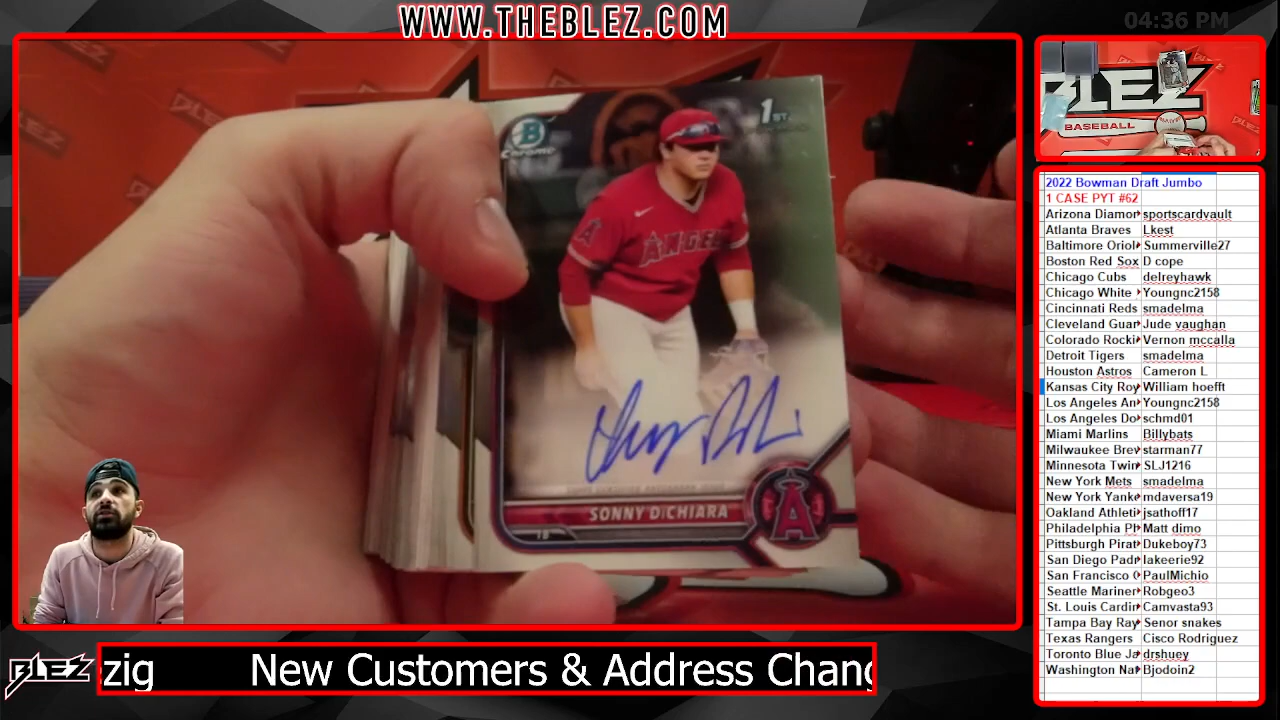 WWW.THEBLEZ.COM
04:36 PM
B
Chrome
1ST
A
ANGEL
SONNY DICHIARA
1B
A
BLEZ
BASEBALL
2022 Bowman Draft Jumbo
1 CASE PYT #62
Arizona Diamon sportscardvault
Atlanta Braves Lkest
Baltimore Oriol Summerville27
Boston Red Sox D cope
Chicago Cubs delreyhawk
Chicago White Youngnc2158
Cincinnati Reds smadelma
Cleveland Guar Jude vaughan
Colorado Rocki Vernon mccalla
Detroit Tigers smadelma
Houston Astros Cameron L
Kansas City Roy William hoefft
Los Angeles An Youngnc2158
Los Angeles Do schmd01
Miami Marlins Billybats
Milwaukee Brev starman77
Minnesota Twin SLJ1216
New York Mets smadelma
New York Yanke mdaversa19
Oakland Athleti jsathoff17
Philadelphia Ph Matt dimo
Pittsburgh Pirat Dukeboy73
San Diego Padr lakeerie92
San Francisco G PaulMichio
Seattle Mariner Robgeo3
St. Louis Cardin Camvasta93
Tampa Bay Ray Senor snakes
Texas Rangers Cisco Rodriguez
Toronto Blue Ja drshuey
Washington Nat Bjodoin2
BLEZ
zig New Customers & Address Chang